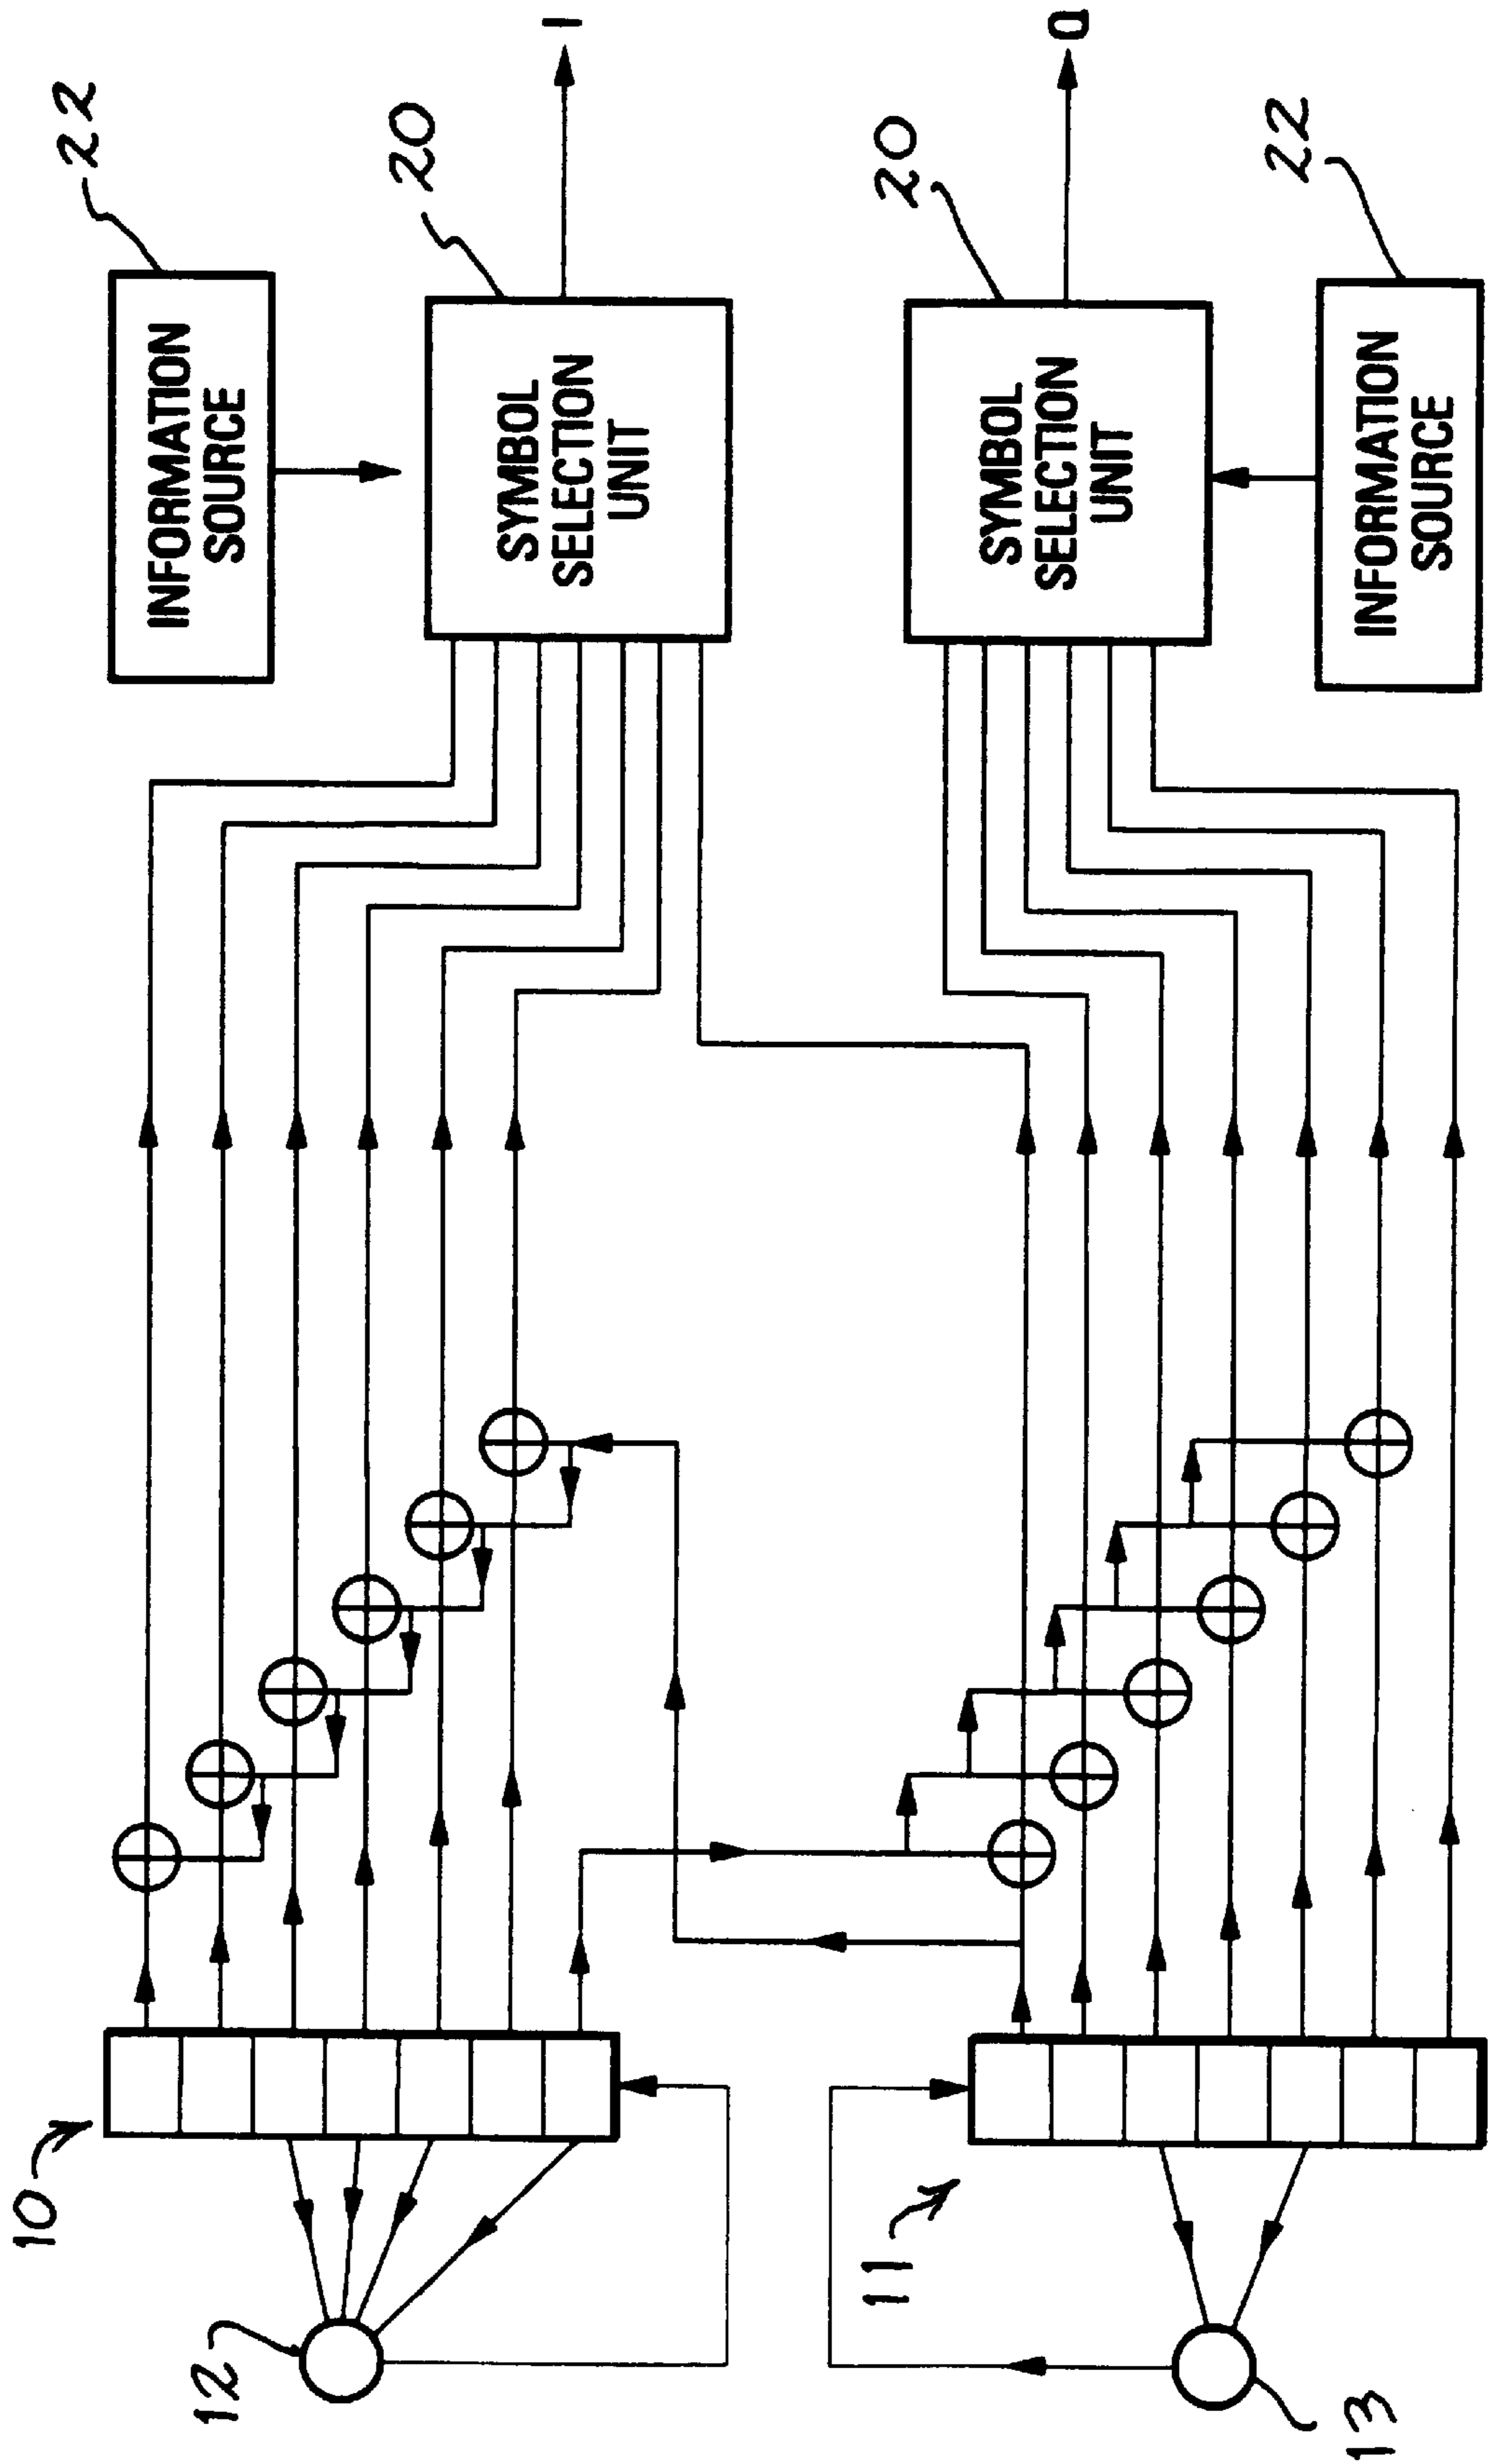 10
22
INFORMATION
SOURCE
12
20
SYMBOL
SELECTION
UNIT
I
11
20
SYMBOL
SELECTION
UNIT
Q
22
13
INFORMATION
SOURCE